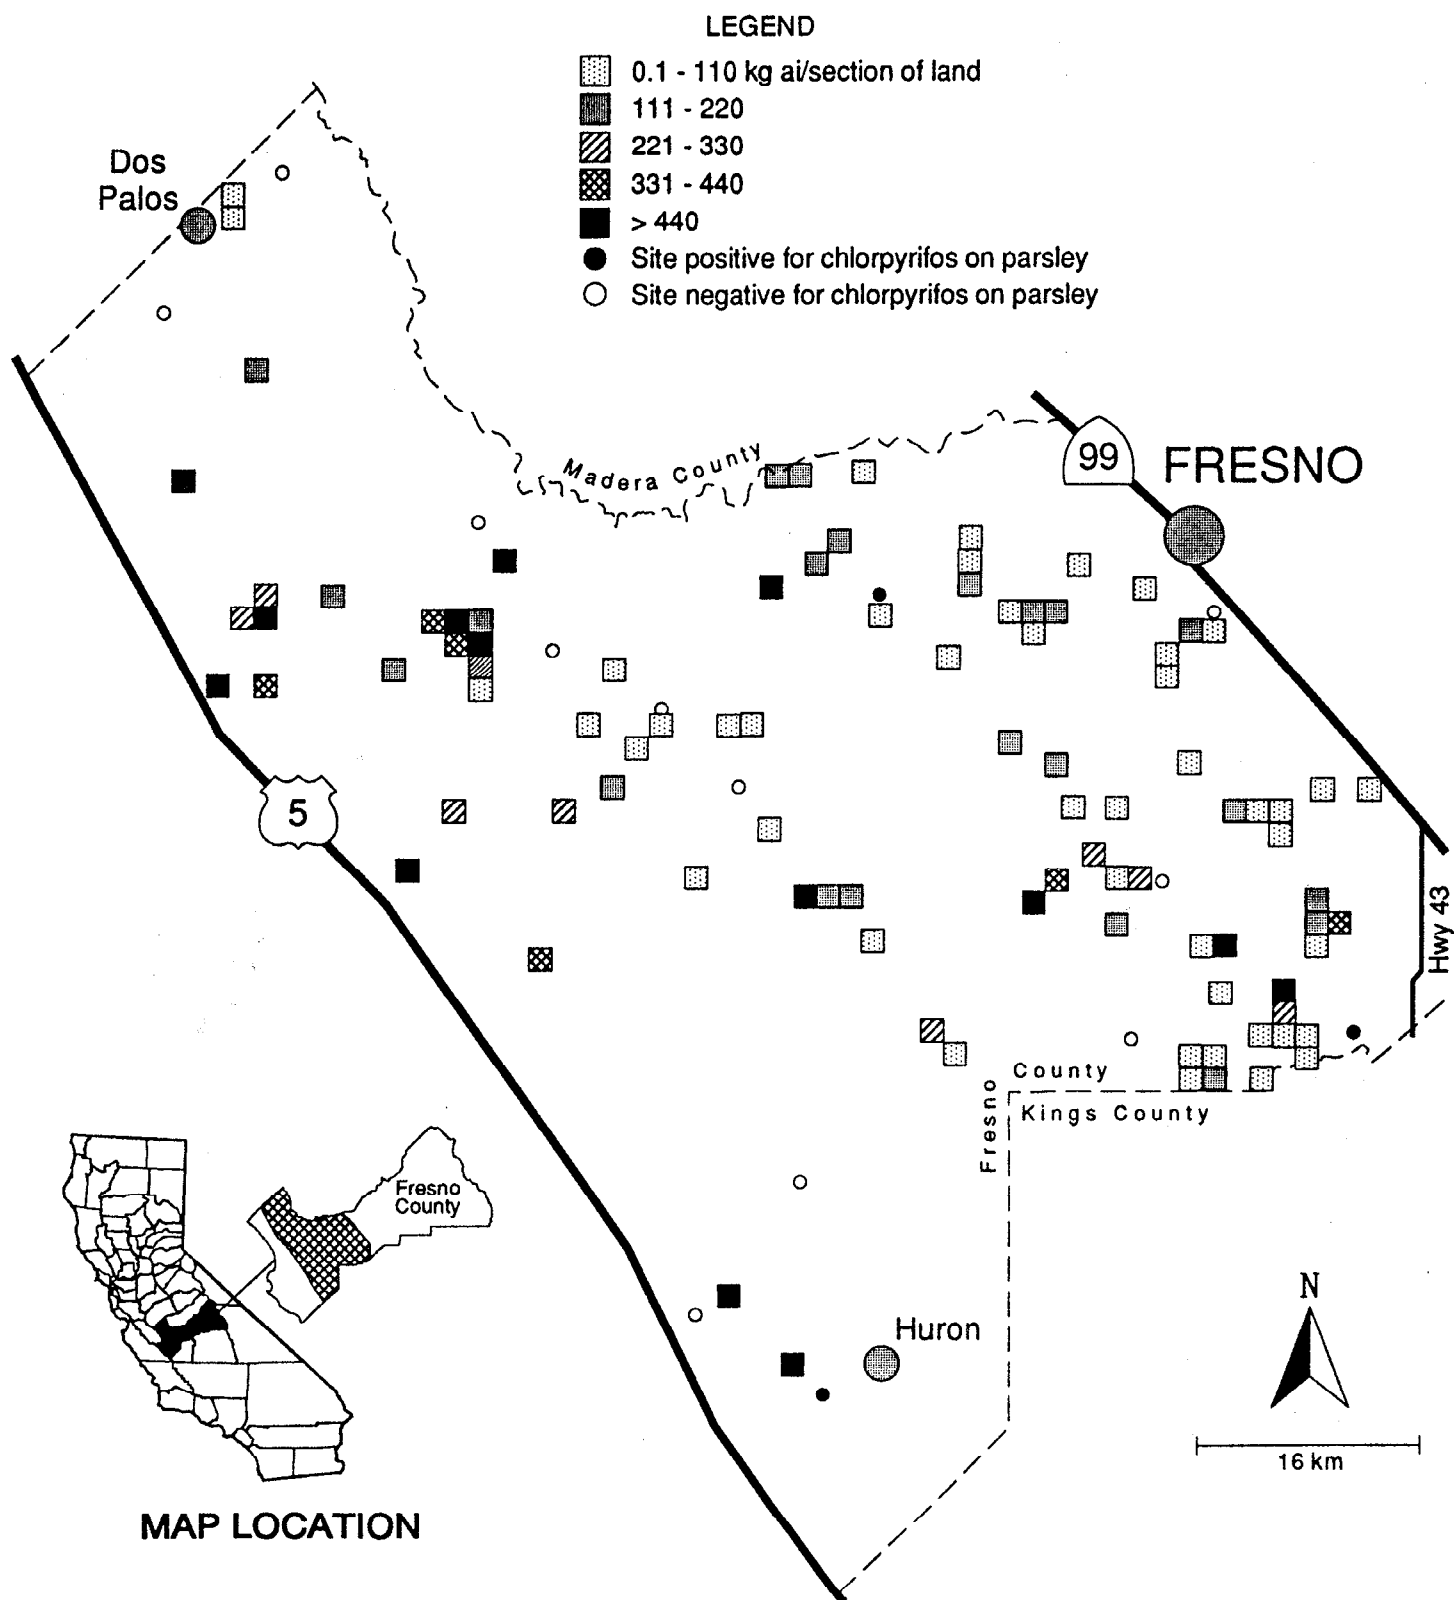 LEGEND
0.1 - 110 kg ai/section of land
111 - 220
221 - 330
331 - 440
> 440
Site positive for chlorpyrifos on parsley
Site negative for chlorpyrifos on parsley
Dos
Palos
Madera County
99
FRESNO
5
Hwy 43
County
Fresno
Kings County
Fresno
County
Huron
N
16 km
MAP LOCATION